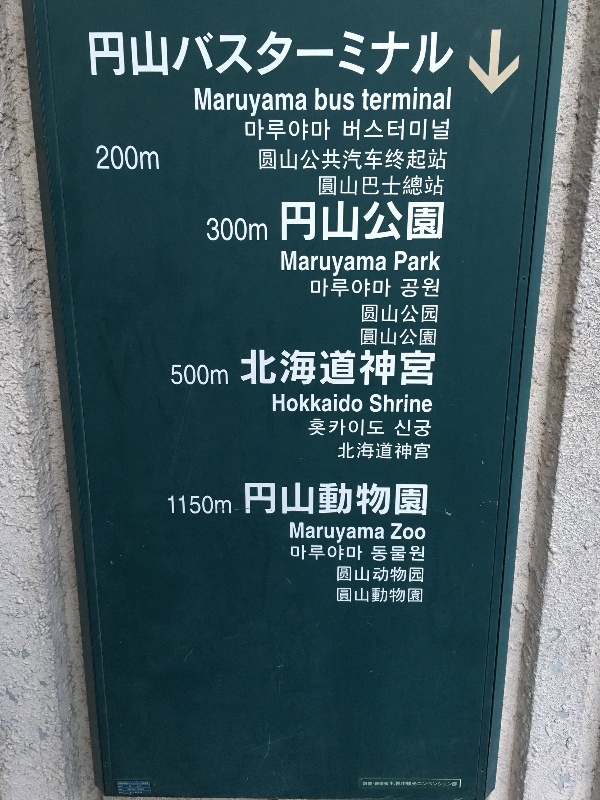 円山バスターミナル
Maruyama bus terminal
마루야마 버스터미널
200m 圆山公共汽车终起站
圓山巴士總站
300m 円山公園
Maruyama Park
마루야마 공원
圆山公园
圓山公園
500m 北海道神宮
Hokkaido Shrine
홋카이도 신궁
北海道神宮
1150m 円山動物園
Maruyama Zoo
마루야마 동물원
圆山动物园
圓山動物園